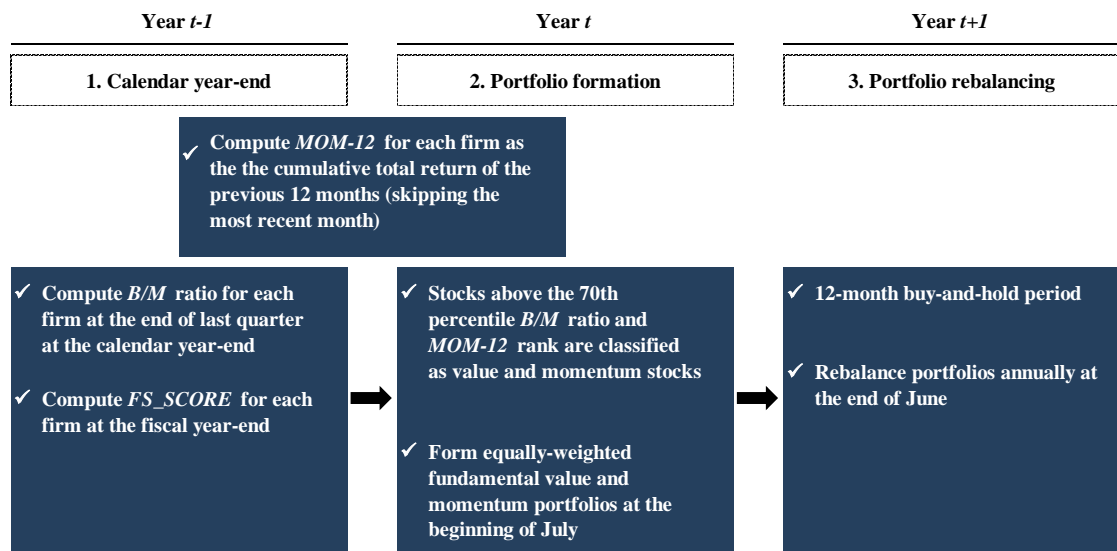 Year t-1
Year t
Year t+1
1. Calendar year-end
2. Portfolio formation
3. Portfolio rebalancing
✓ Compute MOM-12 for each firm as
the the cumulative total return of the
previous 12 months (skipping the
most recent month)
✓ Compute B/M ratio for each
firm at the end of last quarter
at the calendar year-end
✓ Compute FS_SCORE for each
firm at the fiscal year-end
✓ Stocks above the 70th
percentile B/M ratio and
MOM-12 rank are classified
as value and momentum stocks
✓ Form equally-weighted
fundamental value and
momentum portfolios at the
beginning of July
✓ 12-month buy-and-hold period
✓ Rebalance portfolios annually at
the end of June